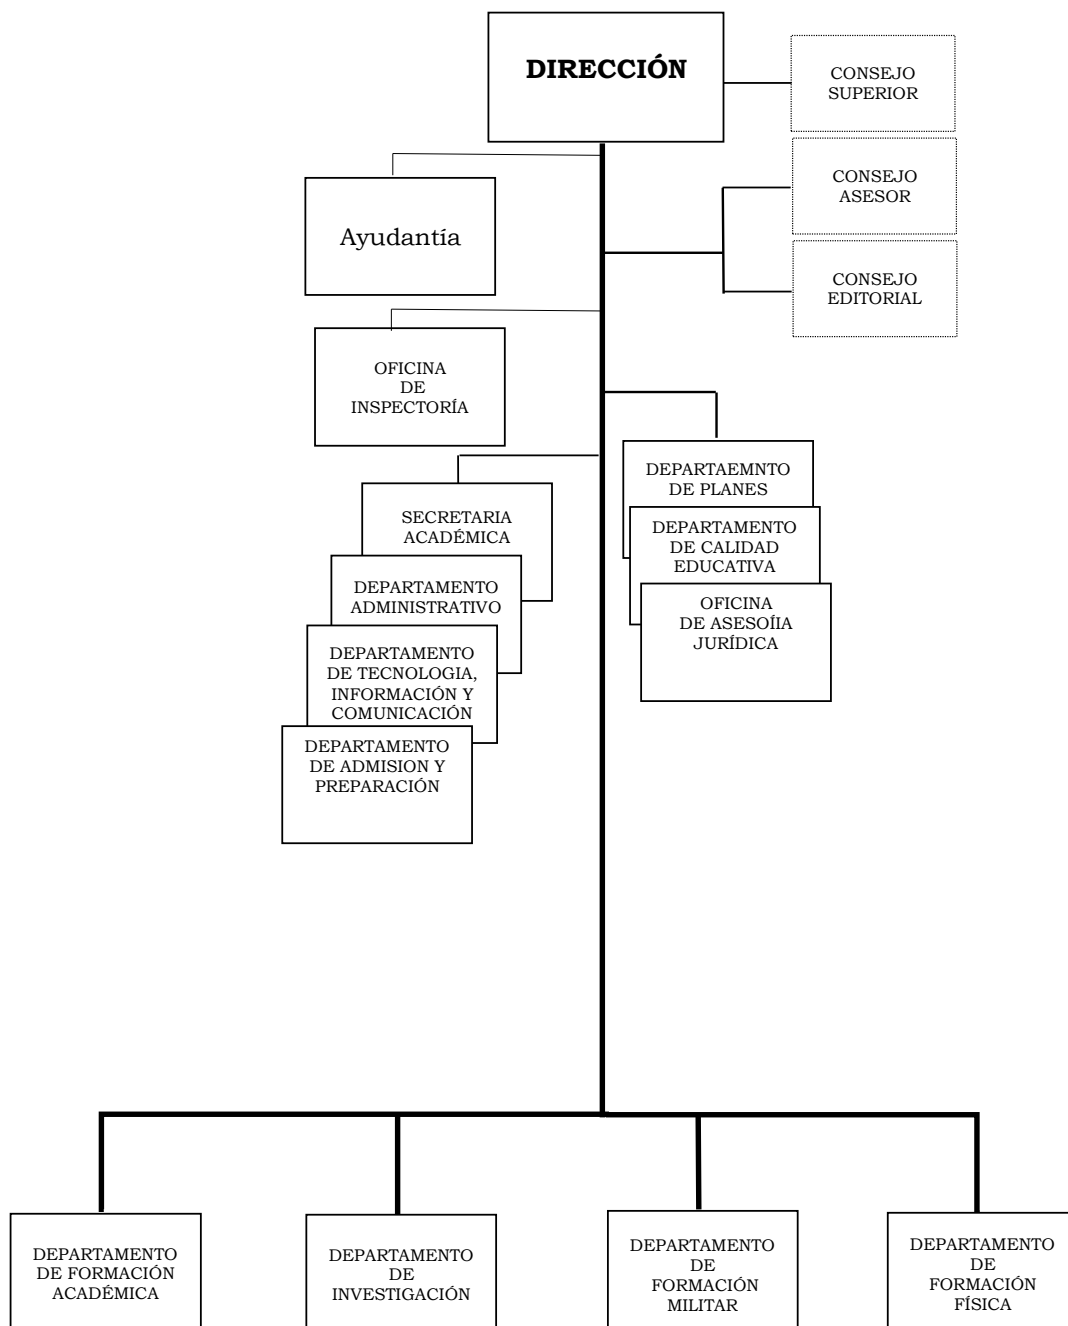 DIRECCIÓN
CONSEJO
SUPERIOR
CONSEJO
ASESOR
CONSEJO
EDITORIAL
Ayudantía
OFICINA
DE
INSPECTORÍA
SECRETARIA
ACADÉMICA
DEPARTAMENTO
ADMINISTRATIVO
DEPARTAMENTO
DE TECNOLOGIA,
INFORMACIÓN Y
COMUNICACIÓN
DEPARTAMENTO
DE ADMISION Y
PREPARACIÓN
DEPARTAEMNTO
DE PLANES
DEPARTAMENTO
DE CALIDAD
EDUCATIVA
OFICINA
DE ASESOÍIA
JURÍDICA
DEPARTAMENTO
DE FORMACIÓN
ACADÉMICA
DEPARTAMENTO
DE
INVESTIGACIÓN
DEPARTAMENTO
DE
FORMACIÓN
MILITAR
DEPARTAMENTO
DE
FORMACIÓN
FÍSICA